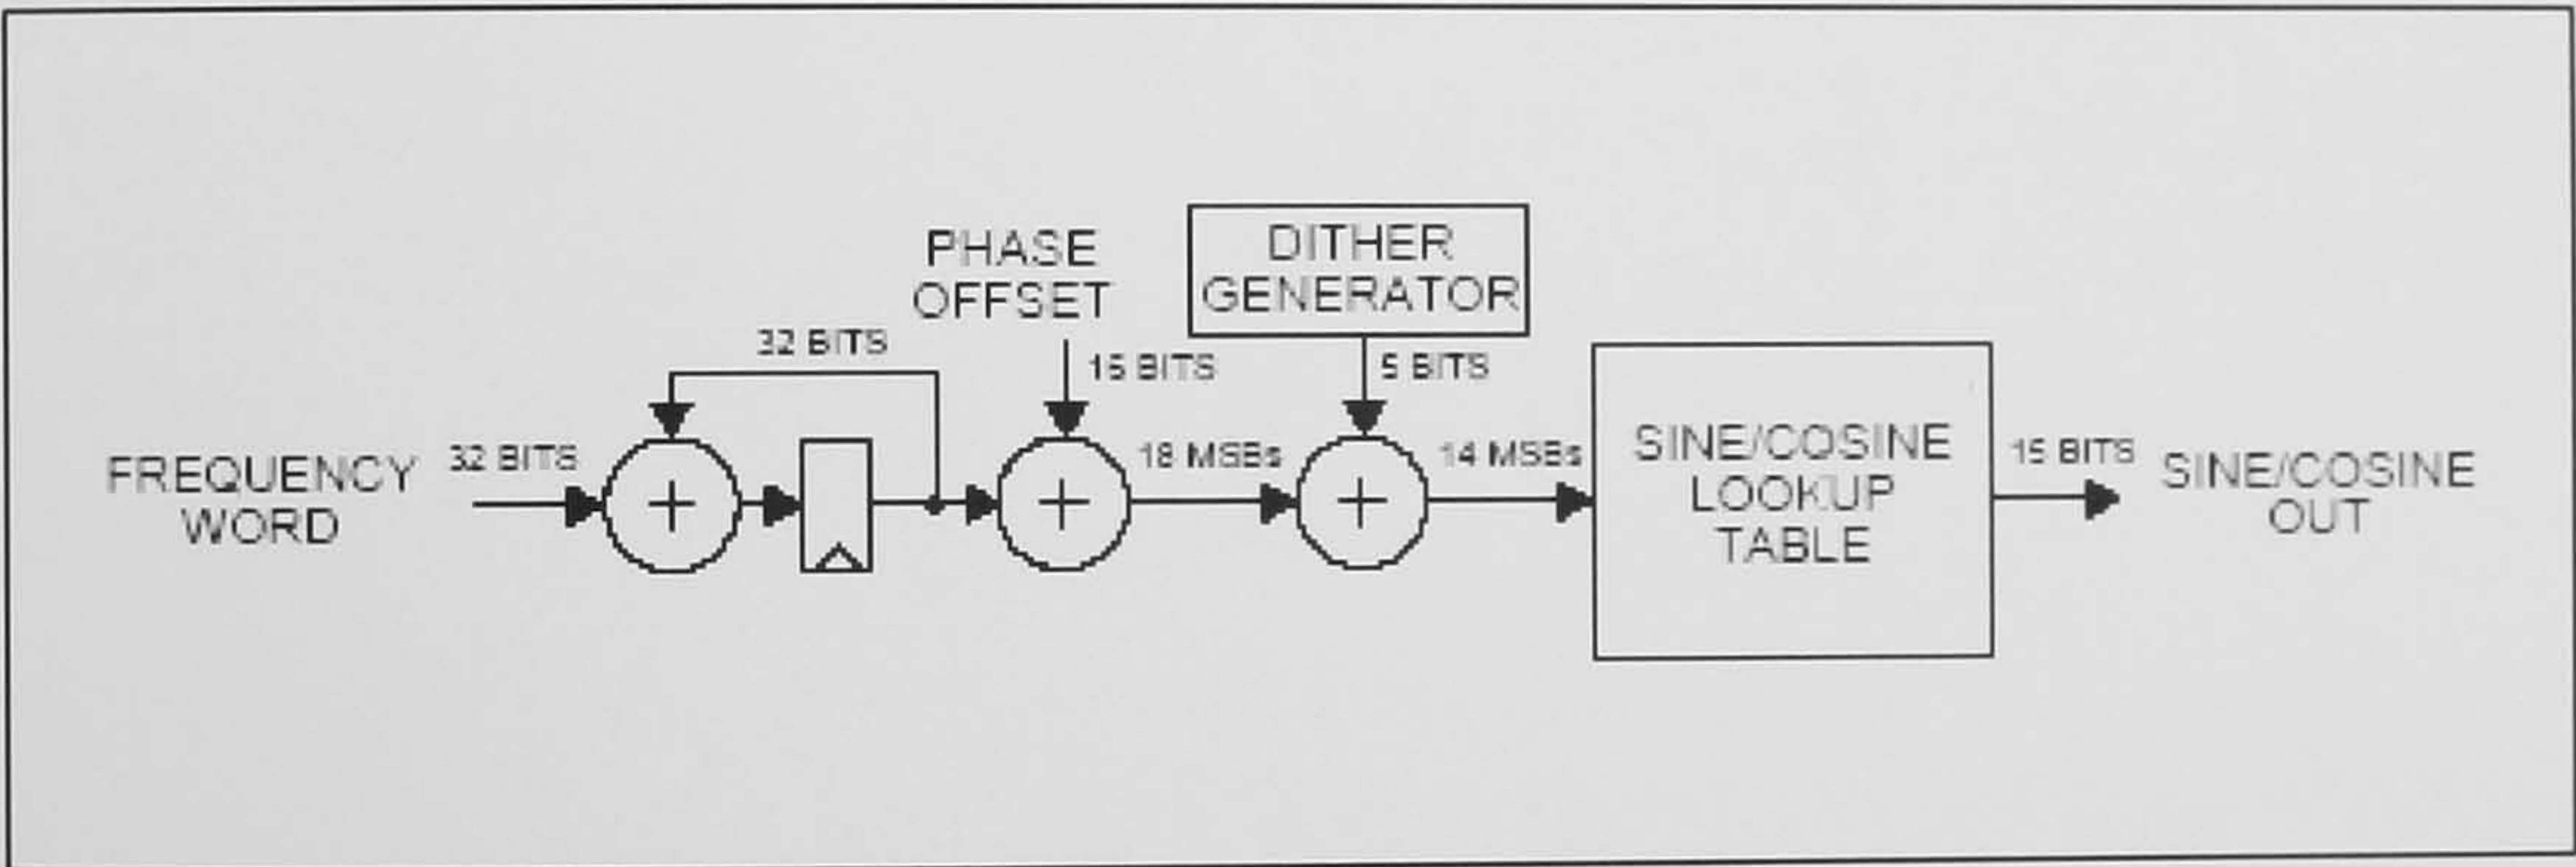 PHASE
OFFSET
DITHER
GENERATOR
32 BITS
16 BITS
5 BITS
FREQUENCY
WORD
32 BITS
18 MSBs
14 MSBs
SINE/COSINE
LOOKUP
TABLE
15 BITS
SINE/COSINE
OUT